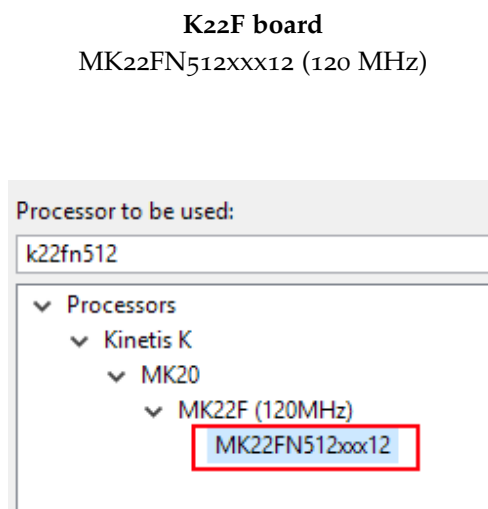 K22F board
MK22FN512xxx12 (120 MHz)
Processor to be used:
k22fn512
Processors
Kinetis K
MK20
MK22F (120MHz)
MK22FN512xxx12